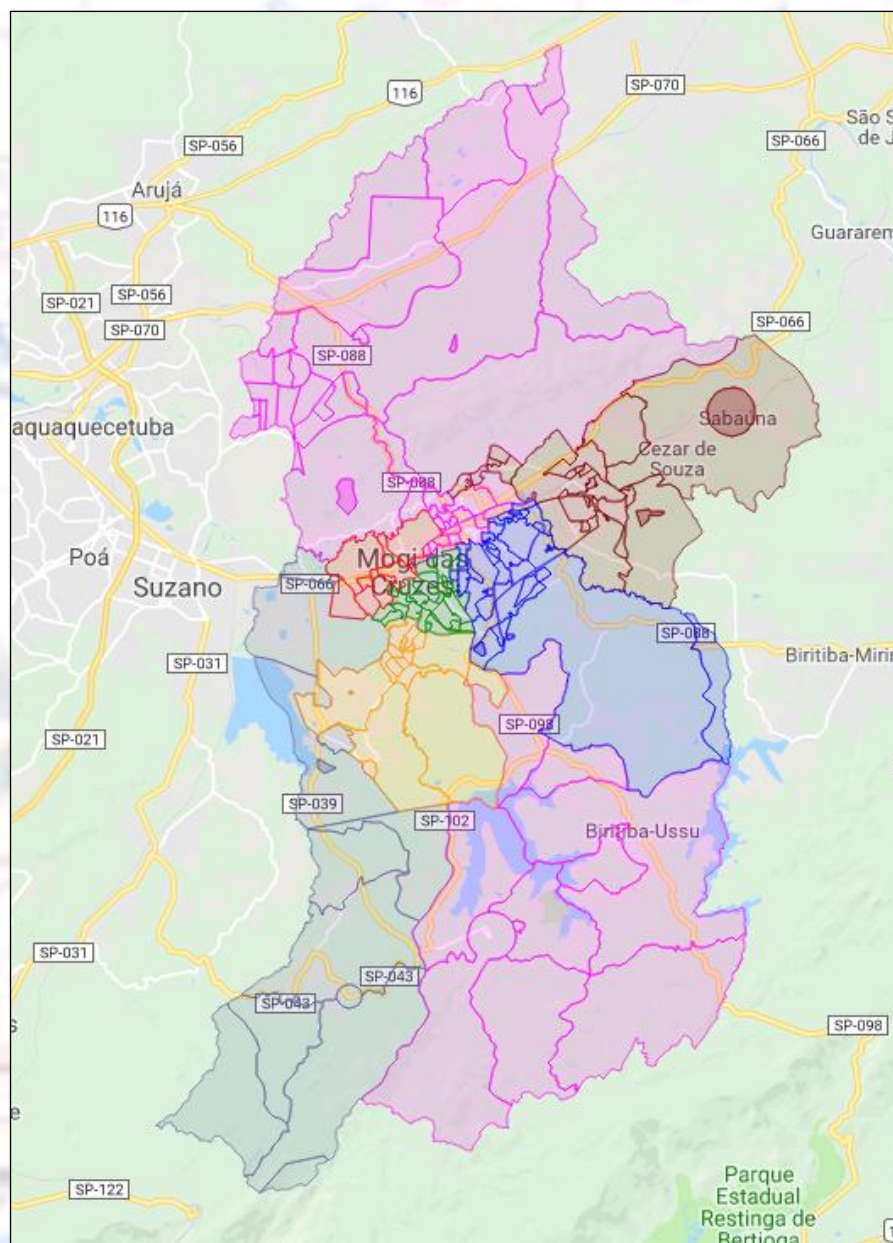 116
SP-070
São S
de J
SP-066
SP-056
Arujá
116
Guararem
SP-021
SP-056
SP-070
SP-066
SP-088
Sabaúna
aquaquecetuba
Cezar de
Souza
SP-088
Poá
Mogi das
Cruzes
Suzano
SP-066
SP-088
SP-031
Biritiba-Mirir
SP-098
SP-021
SP-039
SP-102
Biritiba-Ussu
SP-031
SP-043
SP-043
SP-098
s
e
Parque
Estadual
Restinga de
Bertioga
SP-122
1